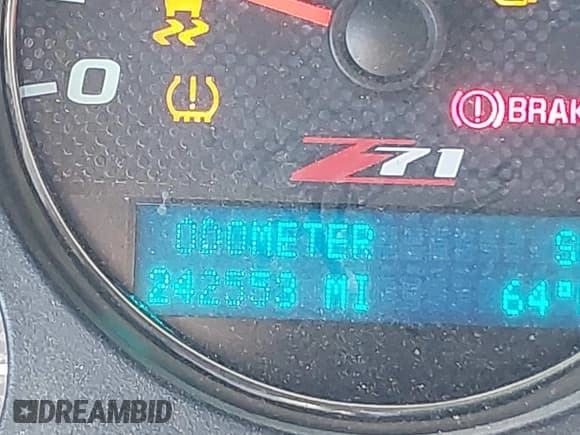 0
BRAK
Z71
ODOMETER
242553 MI 64°
DREAMBID